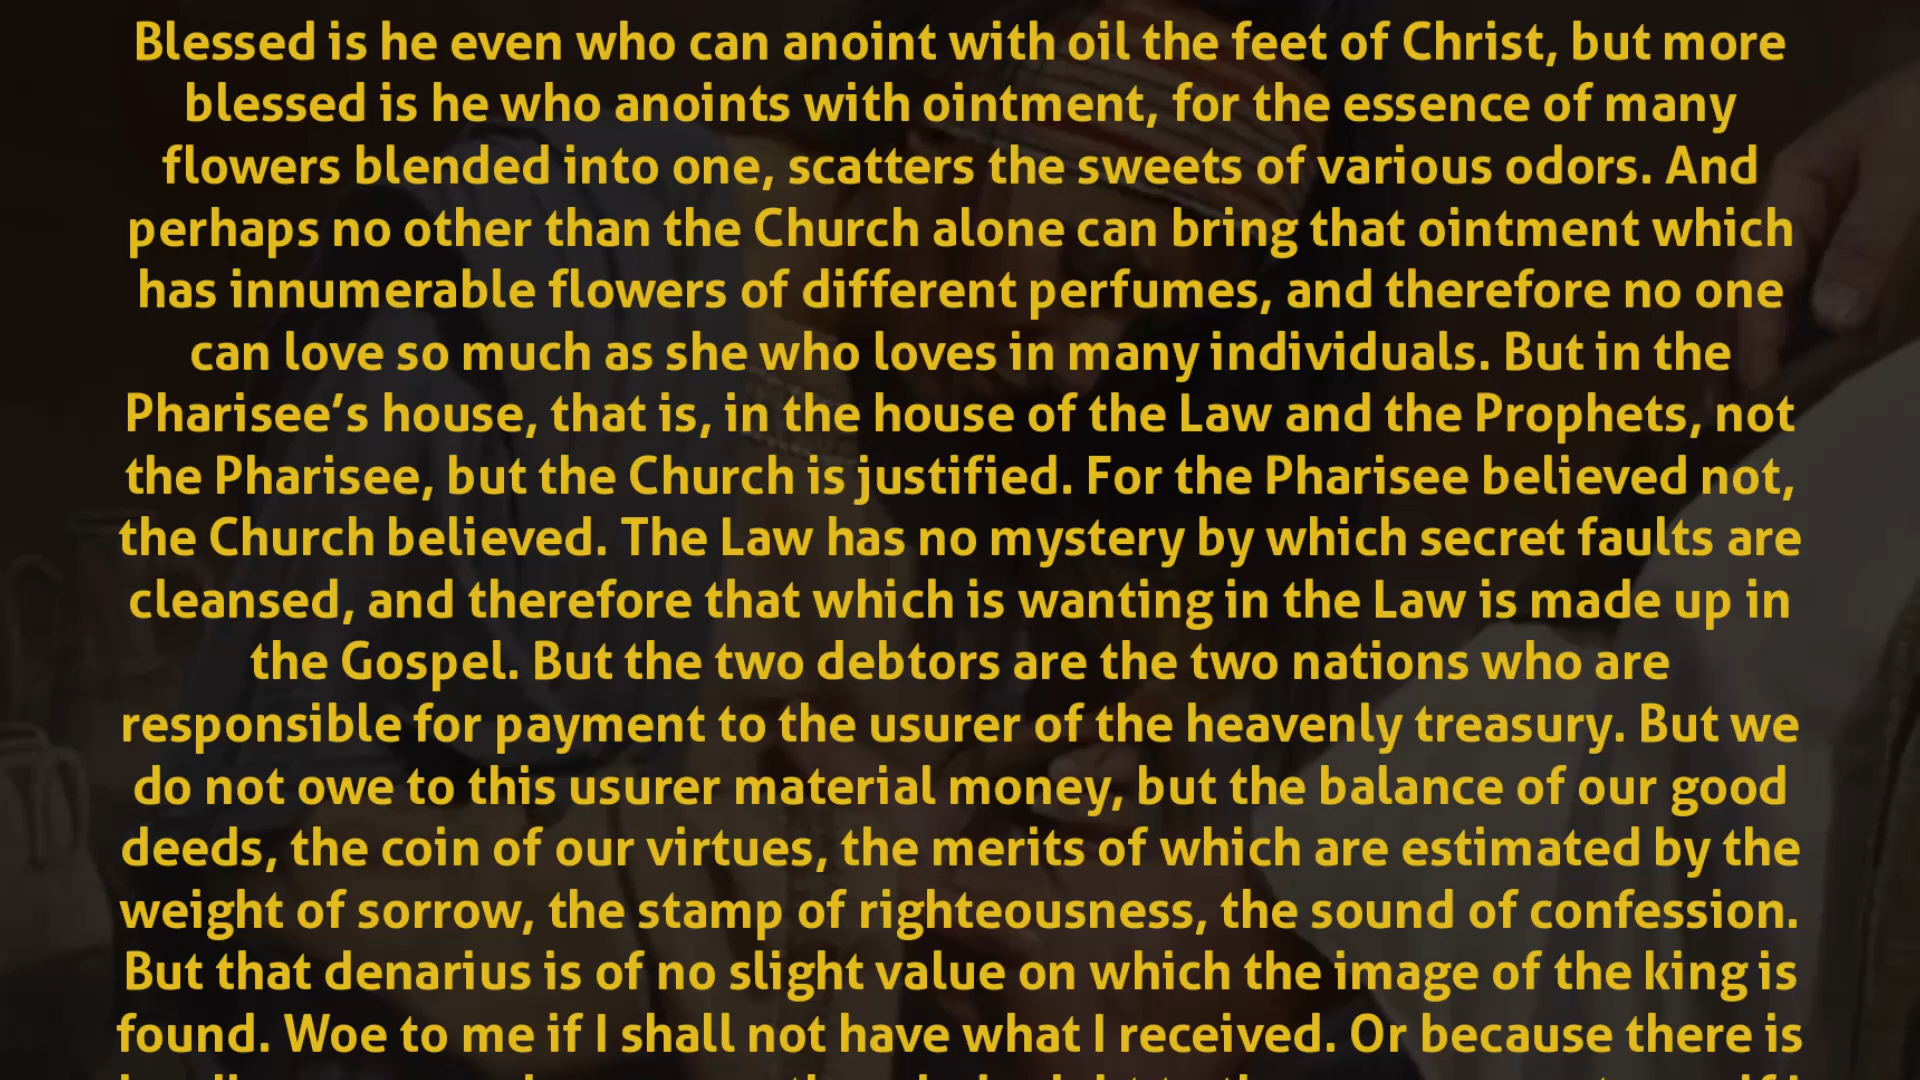 Blessed is he even who can anoint with oil the feet of Christ, but more
blessed is he who anoints with ointment, for the essence of many
flowers blended into one, scatters the sweets of various odors. And
perhaps no other than the Church alone can bring that ointment which
has innumerable flowers of different perfumes, and therefore no one
can love so much as she who loves in many individuals. But in the
Pharisee’s house, that is, in the house of the Law and the Prophets, not
the Pharisee, but the Church is justified. For the Pharisee believed not,
the Church believed. The Law has no mystery by which secret faults are
cleansed, and therefore that which is wanting in the Law is made up in
the Gospel. But the two debtors are the two nations who are
responsible for payment to the usurer of the heavenly treasury. But we
do not owe to this usurer material money, but the balance of our good
deeds, the coin of our virtues, the merits of which are estimated by the
weight of sorrow, the stamp of righteousness, the sound of confession.
But that denarius is of no slight value on which the image of the king is
found. Woe to me if I shall not have what I received. Or because there is